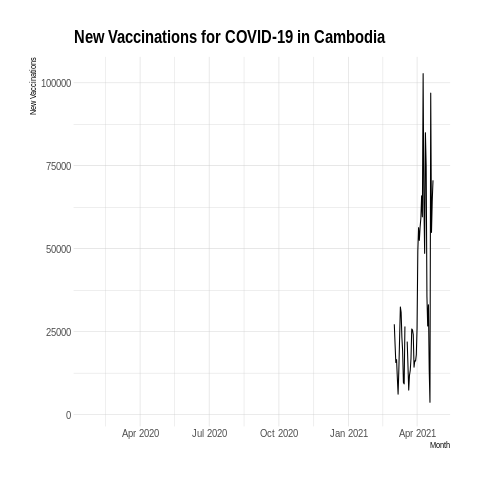 New Vaccinations for COVID-19 in Cambodia
New Vaccinations
100000
75000
50000
25000
0
Apr 2020 Jul 2020 Oct 2020 Jan 2021 Apr 2021
Month